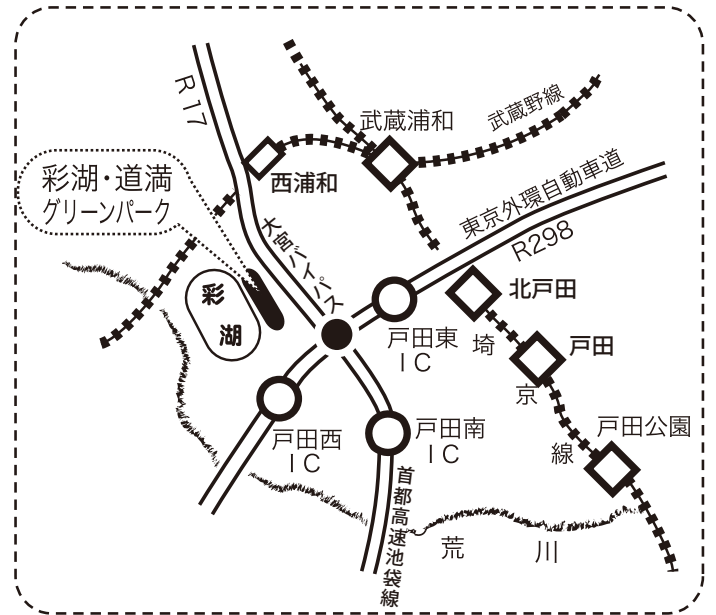 R 17
武蔵浦和
武蔵野線
西浦和
彩湖・道満
グリーンパーク
東京外環自動車道
R298
大宮バイパス
彩湖
北戸田
戸田東
IC
埼京線
戸田
戸田西
IC
戸田南
IC
戸田公園
首都高速池袋線
荒川